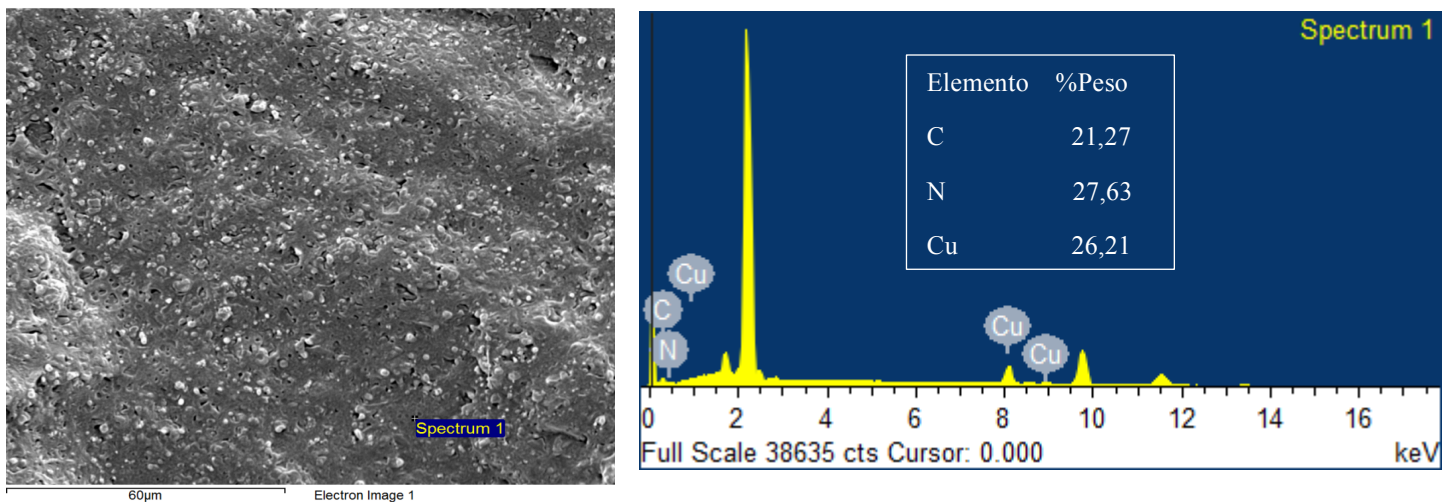 Spectrum 1
60µm
Electron Image 1
Spectrum 1
Elemento %Peso
C 21,27
N 27,63
Cu 26,21
Cu
C
N
Cu
Cu
0 2 4 6 8 10 12 14 16
Full Scale 38635 cts Cursor: 0.000 keV